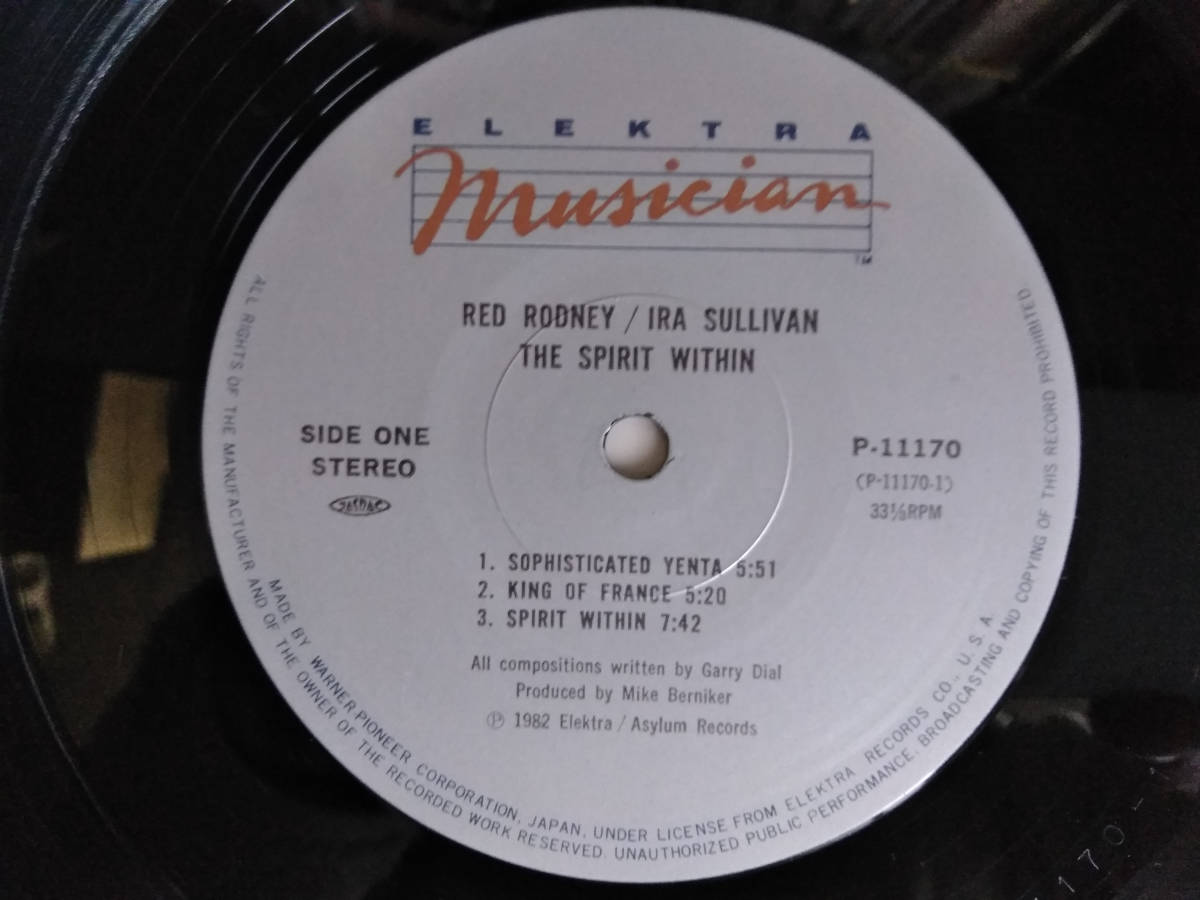 ELEKTRA
Musician
TM
RED RODNEY / IRA SULLIVAN
THE SPIRIT WITHIN
SIDE ONE
STEREO
JASRAC
P-11170
(P-11170-1)
33⅓RPM
1. SOPHISTICATED YENTA 5:51
2. KING OF FRANCE 5:20
3. SPIRIT WITHIN 7:42
All compositions written by Garry Dial
Produced by Mike Berniker
℗ 1982 Elektra / Asylum Records
MADE BY WARNER-PIONEER CORPORATION, JAPAN, UNDER LICENSE FROM ELEKTRA RECORDS CO., U. S. A.
ALL RIGHTS OF THE MANUFACTURER AND OF THE OWNER OF THE RECORDED WORK RESERVED. UNAUTHORIZED PUBLIC PERFORMANCE. BROADCASTING AND COPYING OF THIS RECORD PROHIBITED.
170